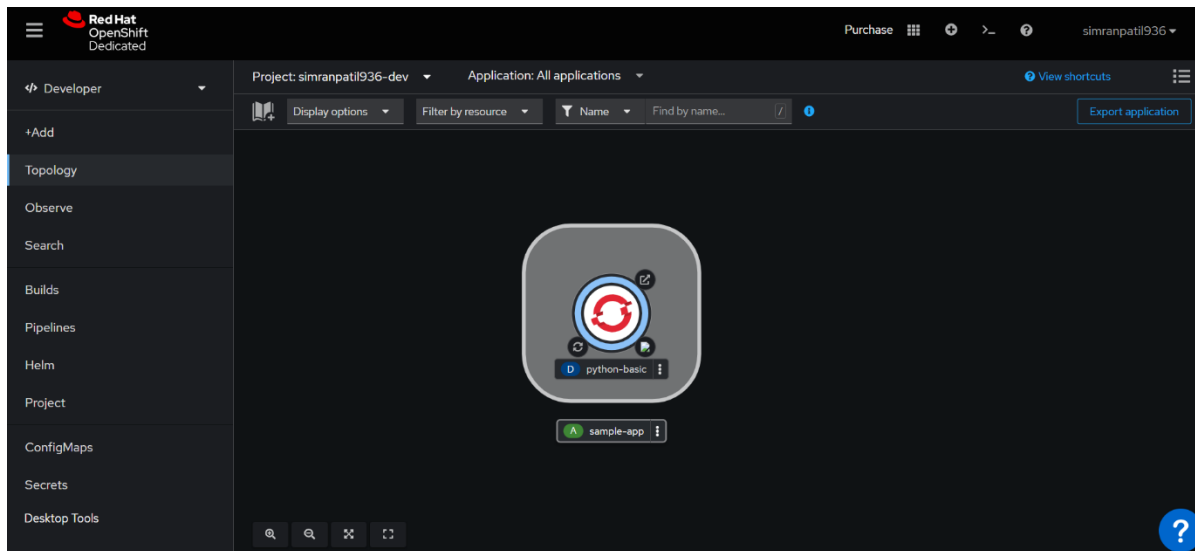 Red Hat
OpenShift
Dedicated
Purchase
simranpatil936
Developer
Project: simranpatil936-dev
Application: All applications
View shortcuts
Display options
Filter by resource
Name
Find by name...
/
Export application
+Add
Topology
Observe
Search
Builds
Pipelines
Helm
Project
ConfigMaps
Secrets
Desktop Tools
D python-basic
A sample-app
?